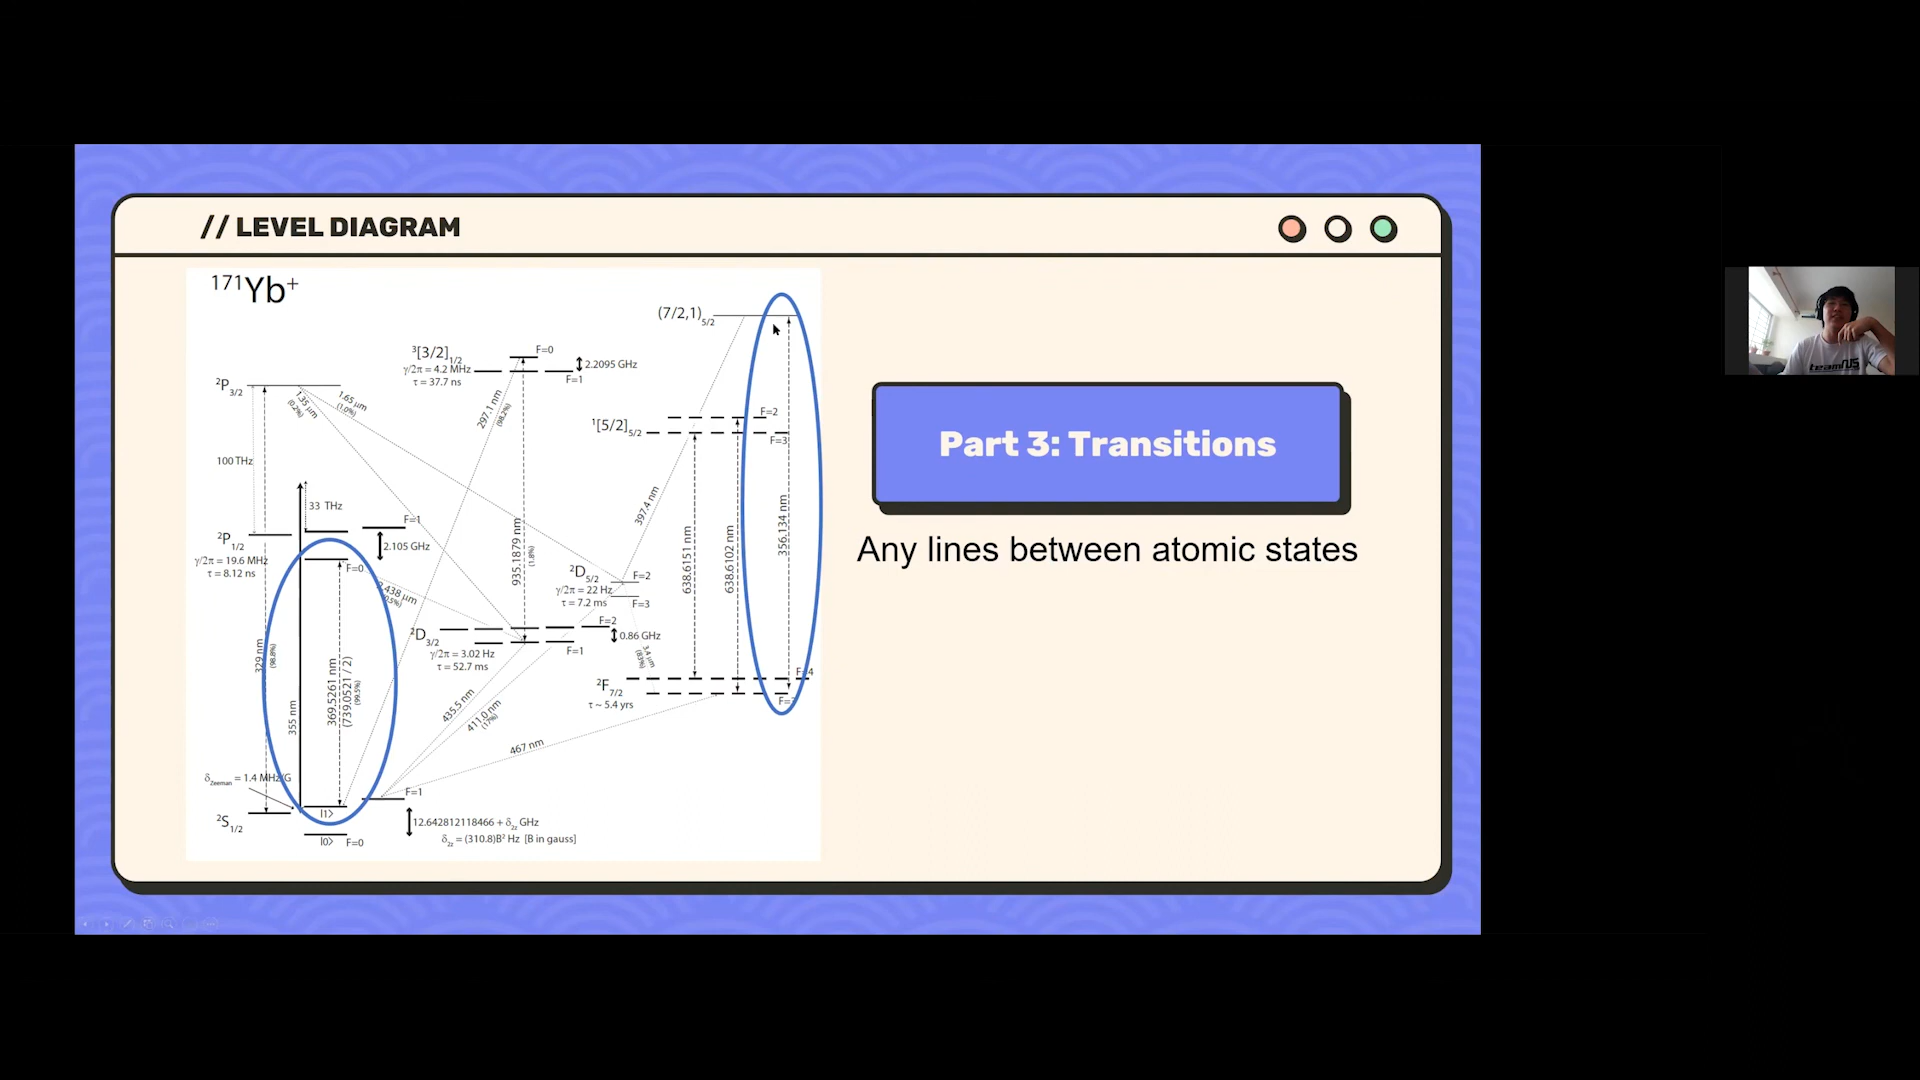 // LEVEL DIAGRAM
171Yb+
(7/2,1)5/2
3[3/2]1/2
F=0
γ/2π = 4.2 MHz
τ = 37.7 ns
2.2095 GHz
F=1
2P3/2
1.35 μm
(0.2%)
1.65 μm
(1.0%)
297.1 nm
(98.2%)
1[5/2]5/2
F=2
F=3
Part 3: Transitions
100 THz
33 THz
F=1
2P1/2
γ/2π = 19.6 MHz
τ = 8.12 ns
2.105 GHz
F=0
397.4 nm
356.134 nm
935.1879 nm
(1.8%)
638.6151 nm
638.6102 nm
Any lines between atomic states
2D5/2
F=2
γ/2π = 22 Hz
τ = 7.2 ms
F=3
2.438 μm
(0.5%)
2D3/2
F=2
0.86 GHz
F=1
γ/2π = 3.02 Hz
τ = 52.7 ms
3.4 μm
(83%)
329 nm
(98.8%)
355 nm
369.5261 nm
(739.0521 / 2)
(99.5%)
2F7/2
τ ~ 5.4 yrs
F=4
435.5 nm
411.0 nm
(17%)
467 nm
δZeeman = 1.4 MHz/G
F=1
|1>
2S1/2
|0>
F=0
12.642812118466 + δ2z GHz
δ2z = (310.8)B2 Hz [B in gauss]
teamNUS